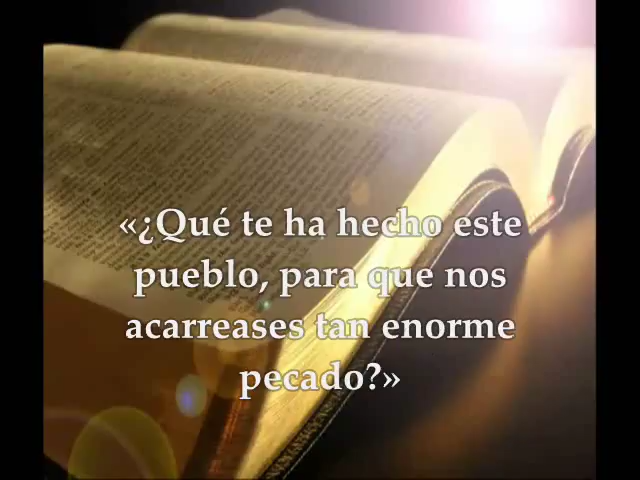 «¿Qué te ha hecho este
pueblo, para que nos
acarreases tan enorme
pecado?»